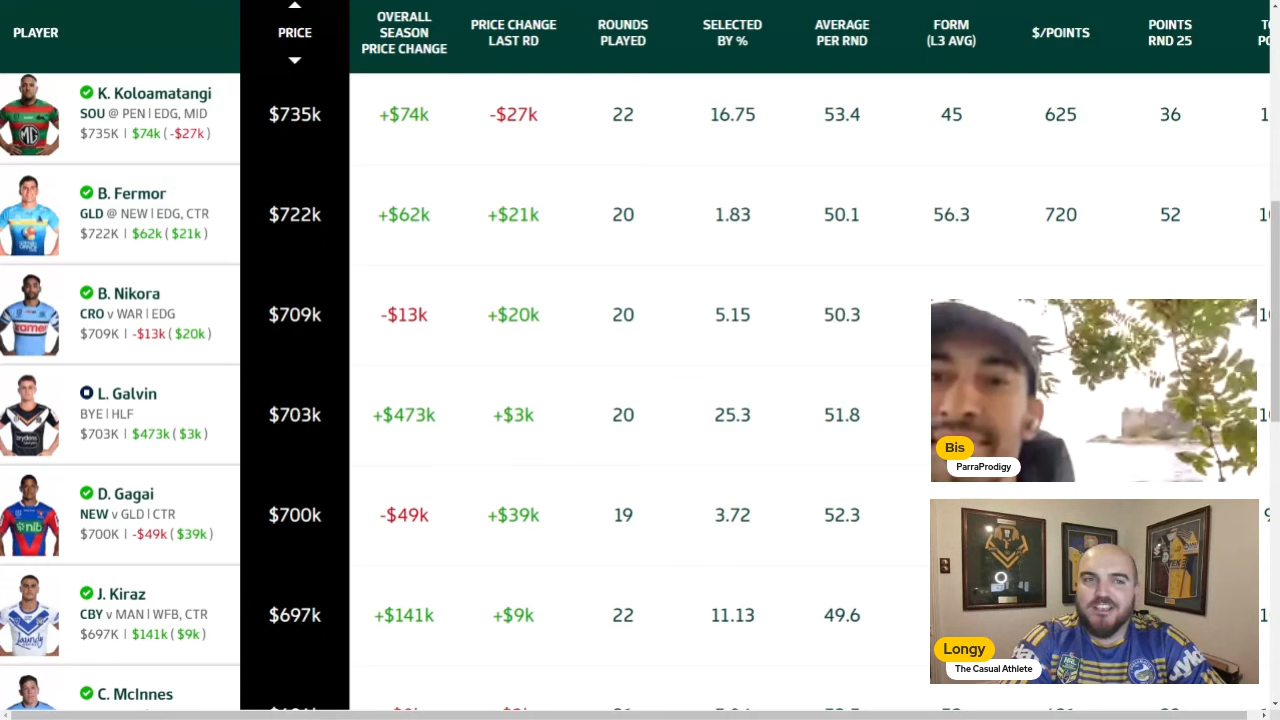 PLAYER
PRICE
OVERALL
SEASON
PRICE CHANGE
PRICE CHANGE
LAST RD
ROUNDS
PLAYED
SELECTED
BY %
AVERAGE
PER RND
FORM
(L3 AVG)
$/POINTS
POINTS
RND 25
K. Koloamatangi
SOU @ PEN | EDG, MID
$735K | $74k ( -$27k )
$735k +$74k -$27k 22 16.75 53.4 45 625 36
B. Fermor
GLD @ NEW | EDG, CTR
$722K | $62k ( $21k )
$722k +$62k +$21k 20 1.83 50.1 56.3 720 52
B. Nikora
CRO v WAR | EDG
$709K | -$13k ( $20k )
$709k -$13k +$20k 20 5.15 50.3
L. Galvin
BYE | HLF
$703K | $473k ( $3k )
$703k +$473k +$3k 20 25.3 51.8
D. Gagai
NEW v GLD | CTR
$700K | -$49k ( $39k )
$700k -$49k +$39k 19 3.72 52.3
J. Kiraz
CBY v MAN | WFB, CTR
$697K | $141k ( $9k )
$697k +$141k +$9k 22 11.13 49.6
C. McInnes
Bis
ParraProdigy
Longy
The Casual Athlete